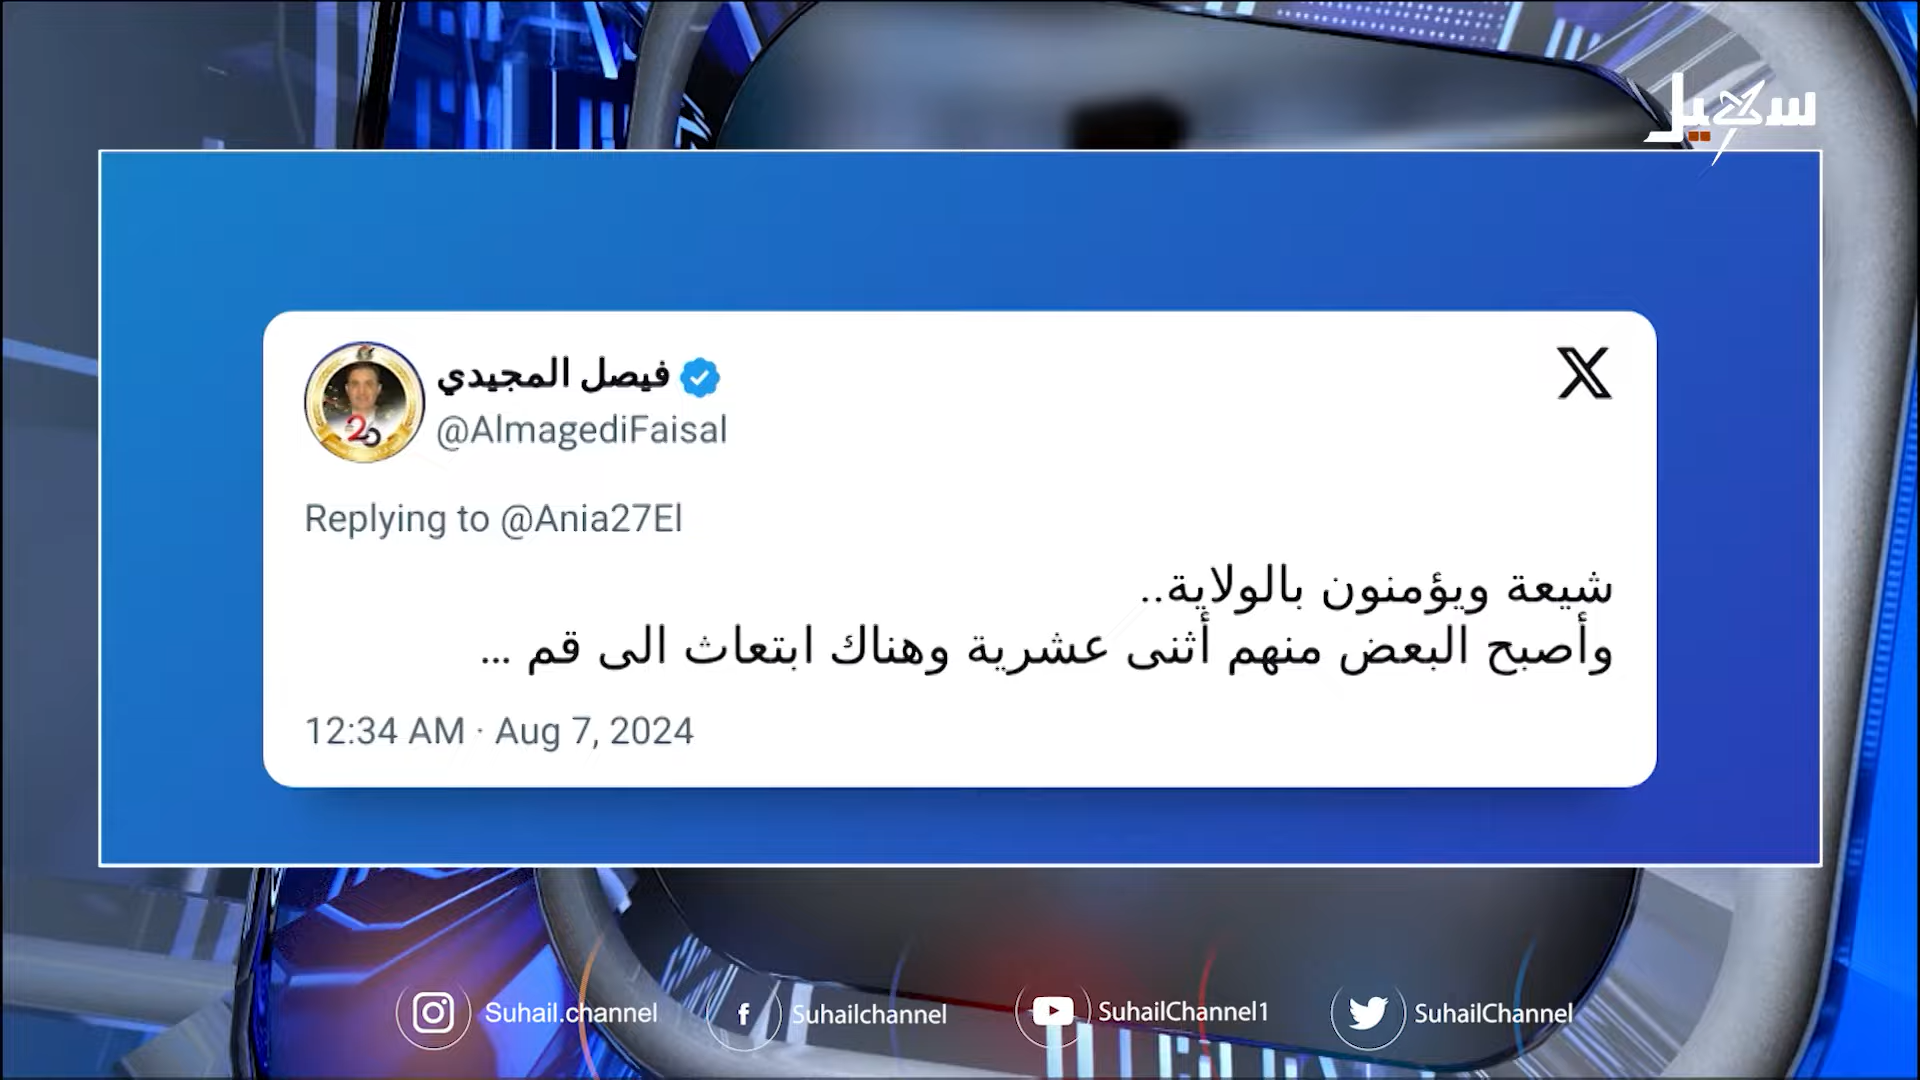 سهيل
فيصل المجيدي
@AlmagediFaisal
Replying to @Ania27El
شيعة ويؤمنون بالولاية..
وأصبح البعض منهم أثنى عشرية وهناك ابتعاث الى قم ...
12:34 AM · Aug 7, 2024
Suhail.channel
Suhailchannel
SuhailChannel1
SuhailChannel